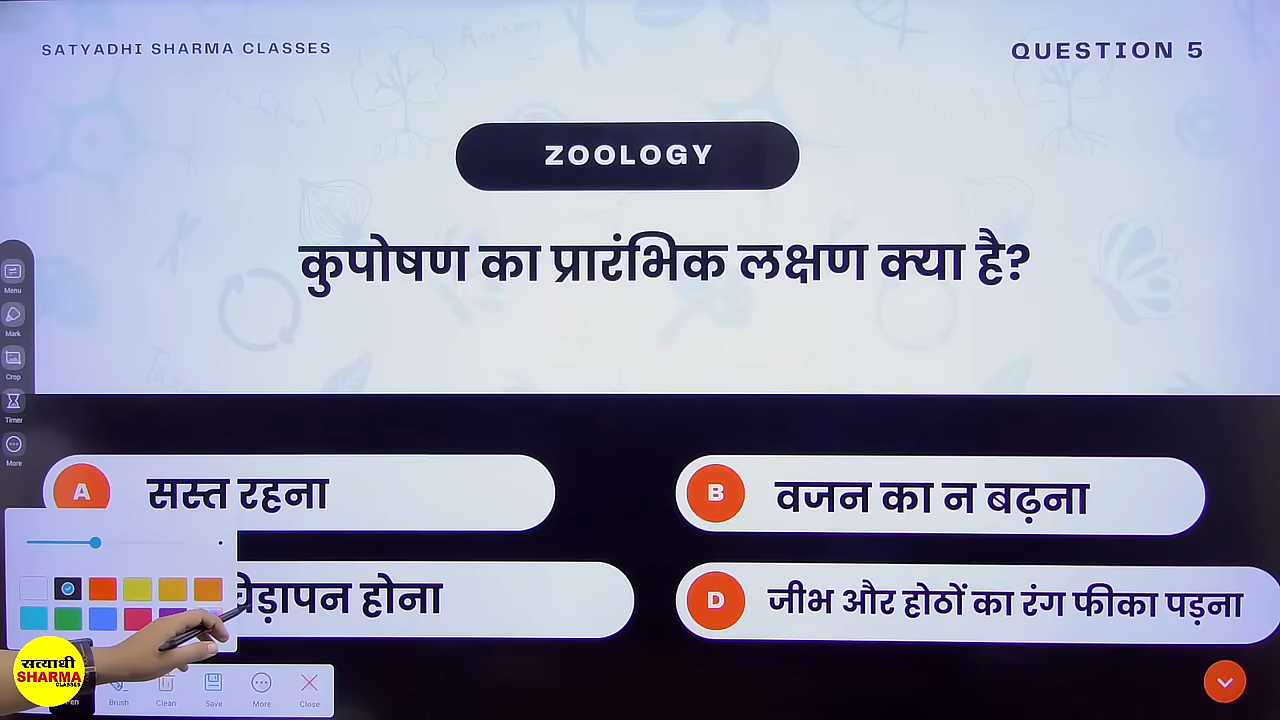 SATYADHI SHARMA CLASSES
QUESTION 5
ZOOLOGY
कुपोषण का प्रारंभिक लक्षण क्या है?
Menu
Mark
Crop
Timer
More
A सस्त रहना
B वजन का न बढ़ना
होना
D जीभ और होठों का रंग फीका पड़ना
सत्याधी
SHARMA
CLASSES
Brush
Clean
Save
More
Close